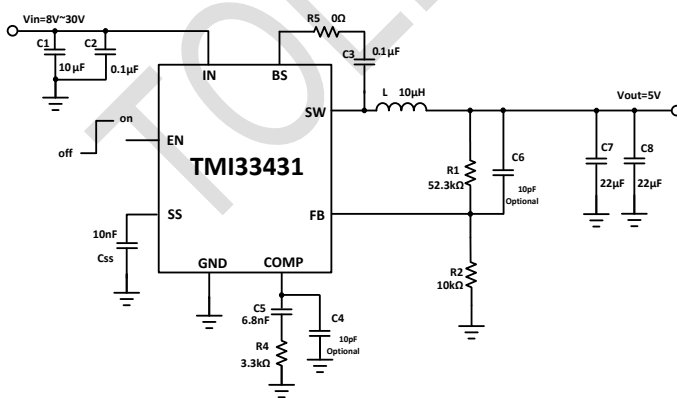 Vin=8V~30V
R5 0Ω
C1
C2
C3
0.1μF
10 μF
0.1μF
IN
BS
L 10μH
SW
Vout=5V
on
off
EN
TMI33431
R1
52.3kΩ
C6
10pF
Optional
C7
C8
22μF
22μF
SS
FB
10nF
Css
GND
COMP
R2
10kΩ
C5
6.8nF
C4
10pF
Optional
R4
3.3kΩ